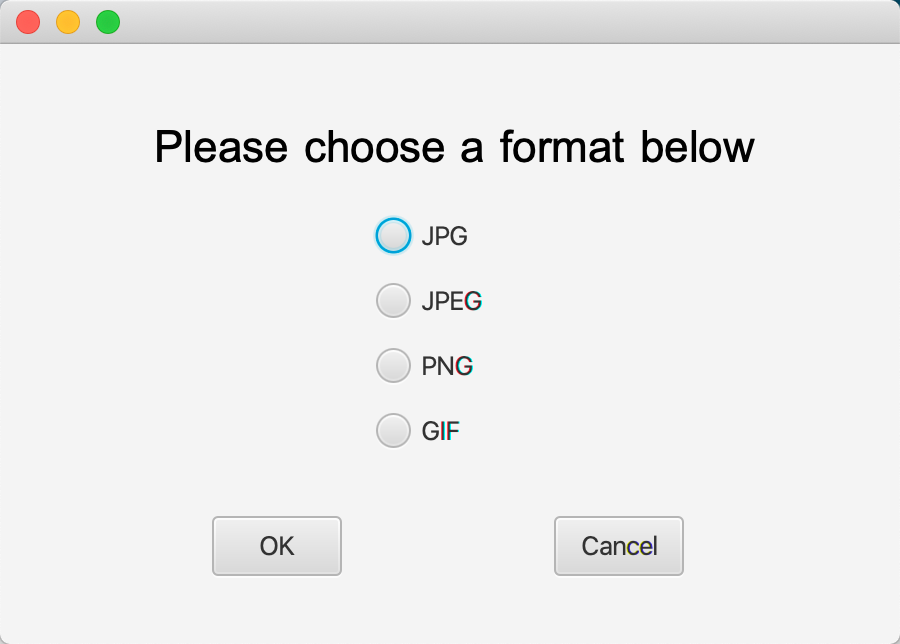 Please choose a format below
JPG
JPEG
PNG
GIF
OK
Cancel